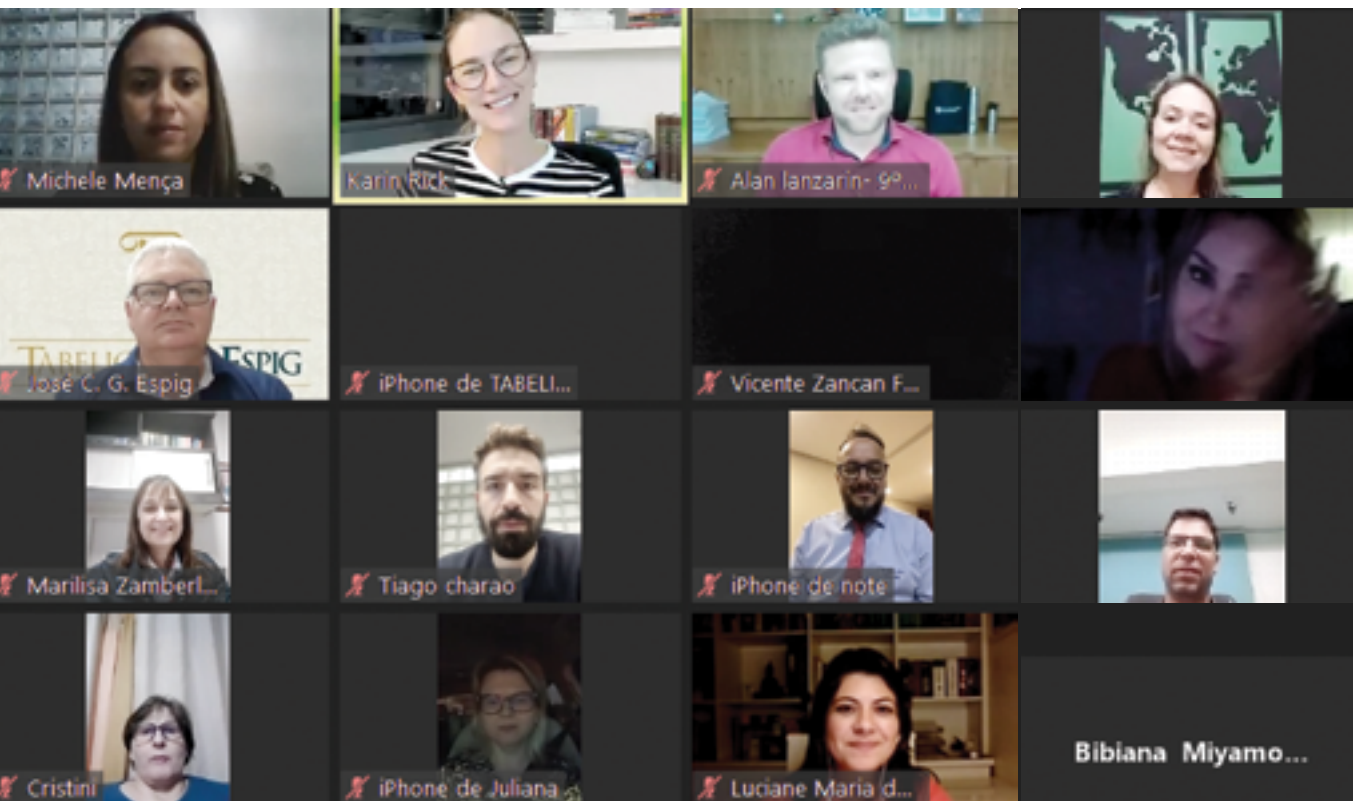 Michele Mença
Karin Rick
Alan lanzarin- 9º...
TABELIO ESPIG
José C. G. Espig
iPhone de TABELI...
Vicente Zancan F...
Marilisa Zamberl...
Tiago charao
iPhone de note
Cristini
iPhone de Juliana
Luciane Maria d...
Bibiana Miyamo...